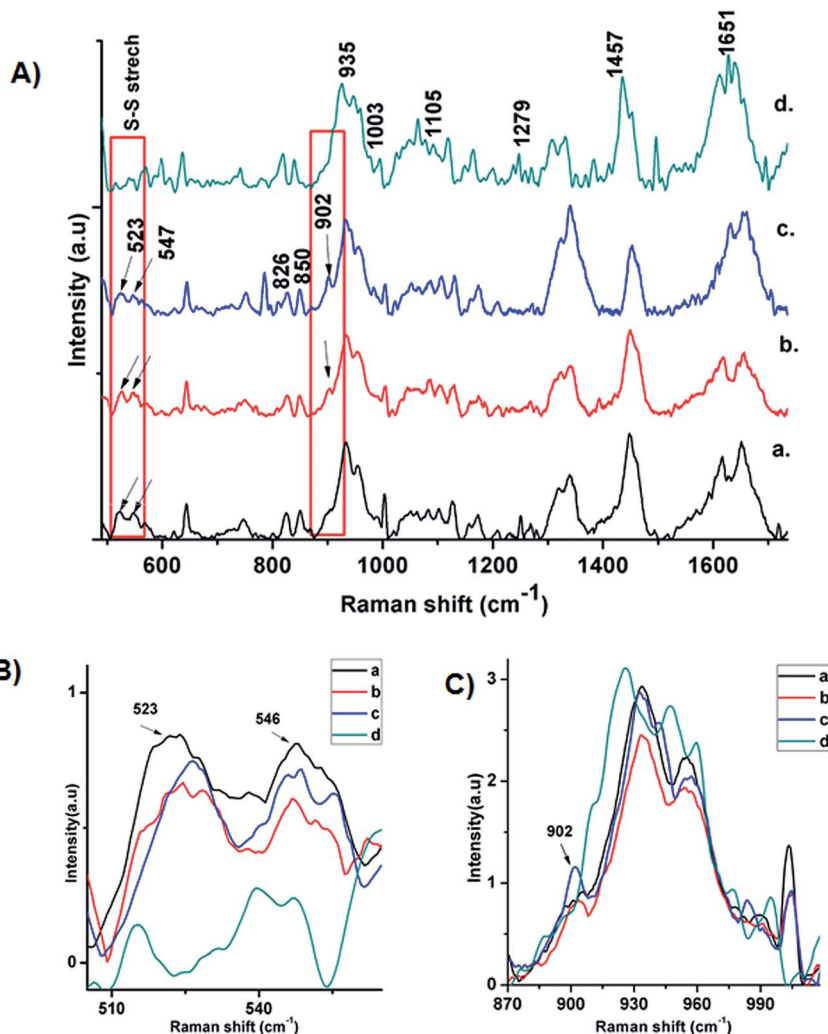 A)
S-S strech
935
1003
1105
1279
1457
1651
d.
523
547
826
850
902
c.
b.
a.
Intensity (a.u)
600
800
1000
1200
1400
1600
Raman shift (cm-1)
B)
a
b
c
d
523
546
1
0
Intensity(a.u)
510
540
Raman shift (cm-1)
C)
a
b
c
d
902
3
2
1
0
Intensity(a.u)
870
900
930
960
990
Raman shift (cm-1)